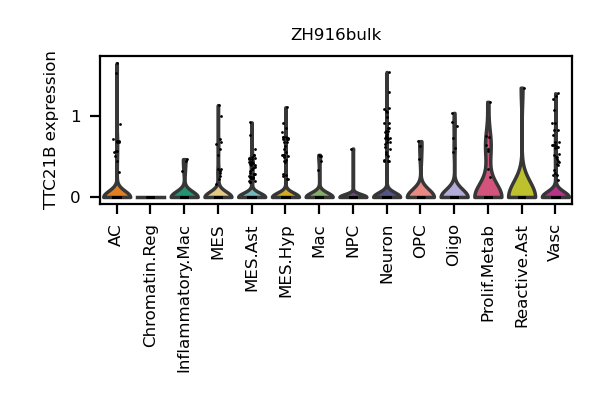 ZH916bulk
TTC21B expression
1
0
AC
Chromatin.Reg
Inflammatory.Mac
MES
MES.Ast
MES.Hyp
Mac
NPC
Neuron
OPC
Oligo
Prolif.Metab
Reactive.Ast
Vasc